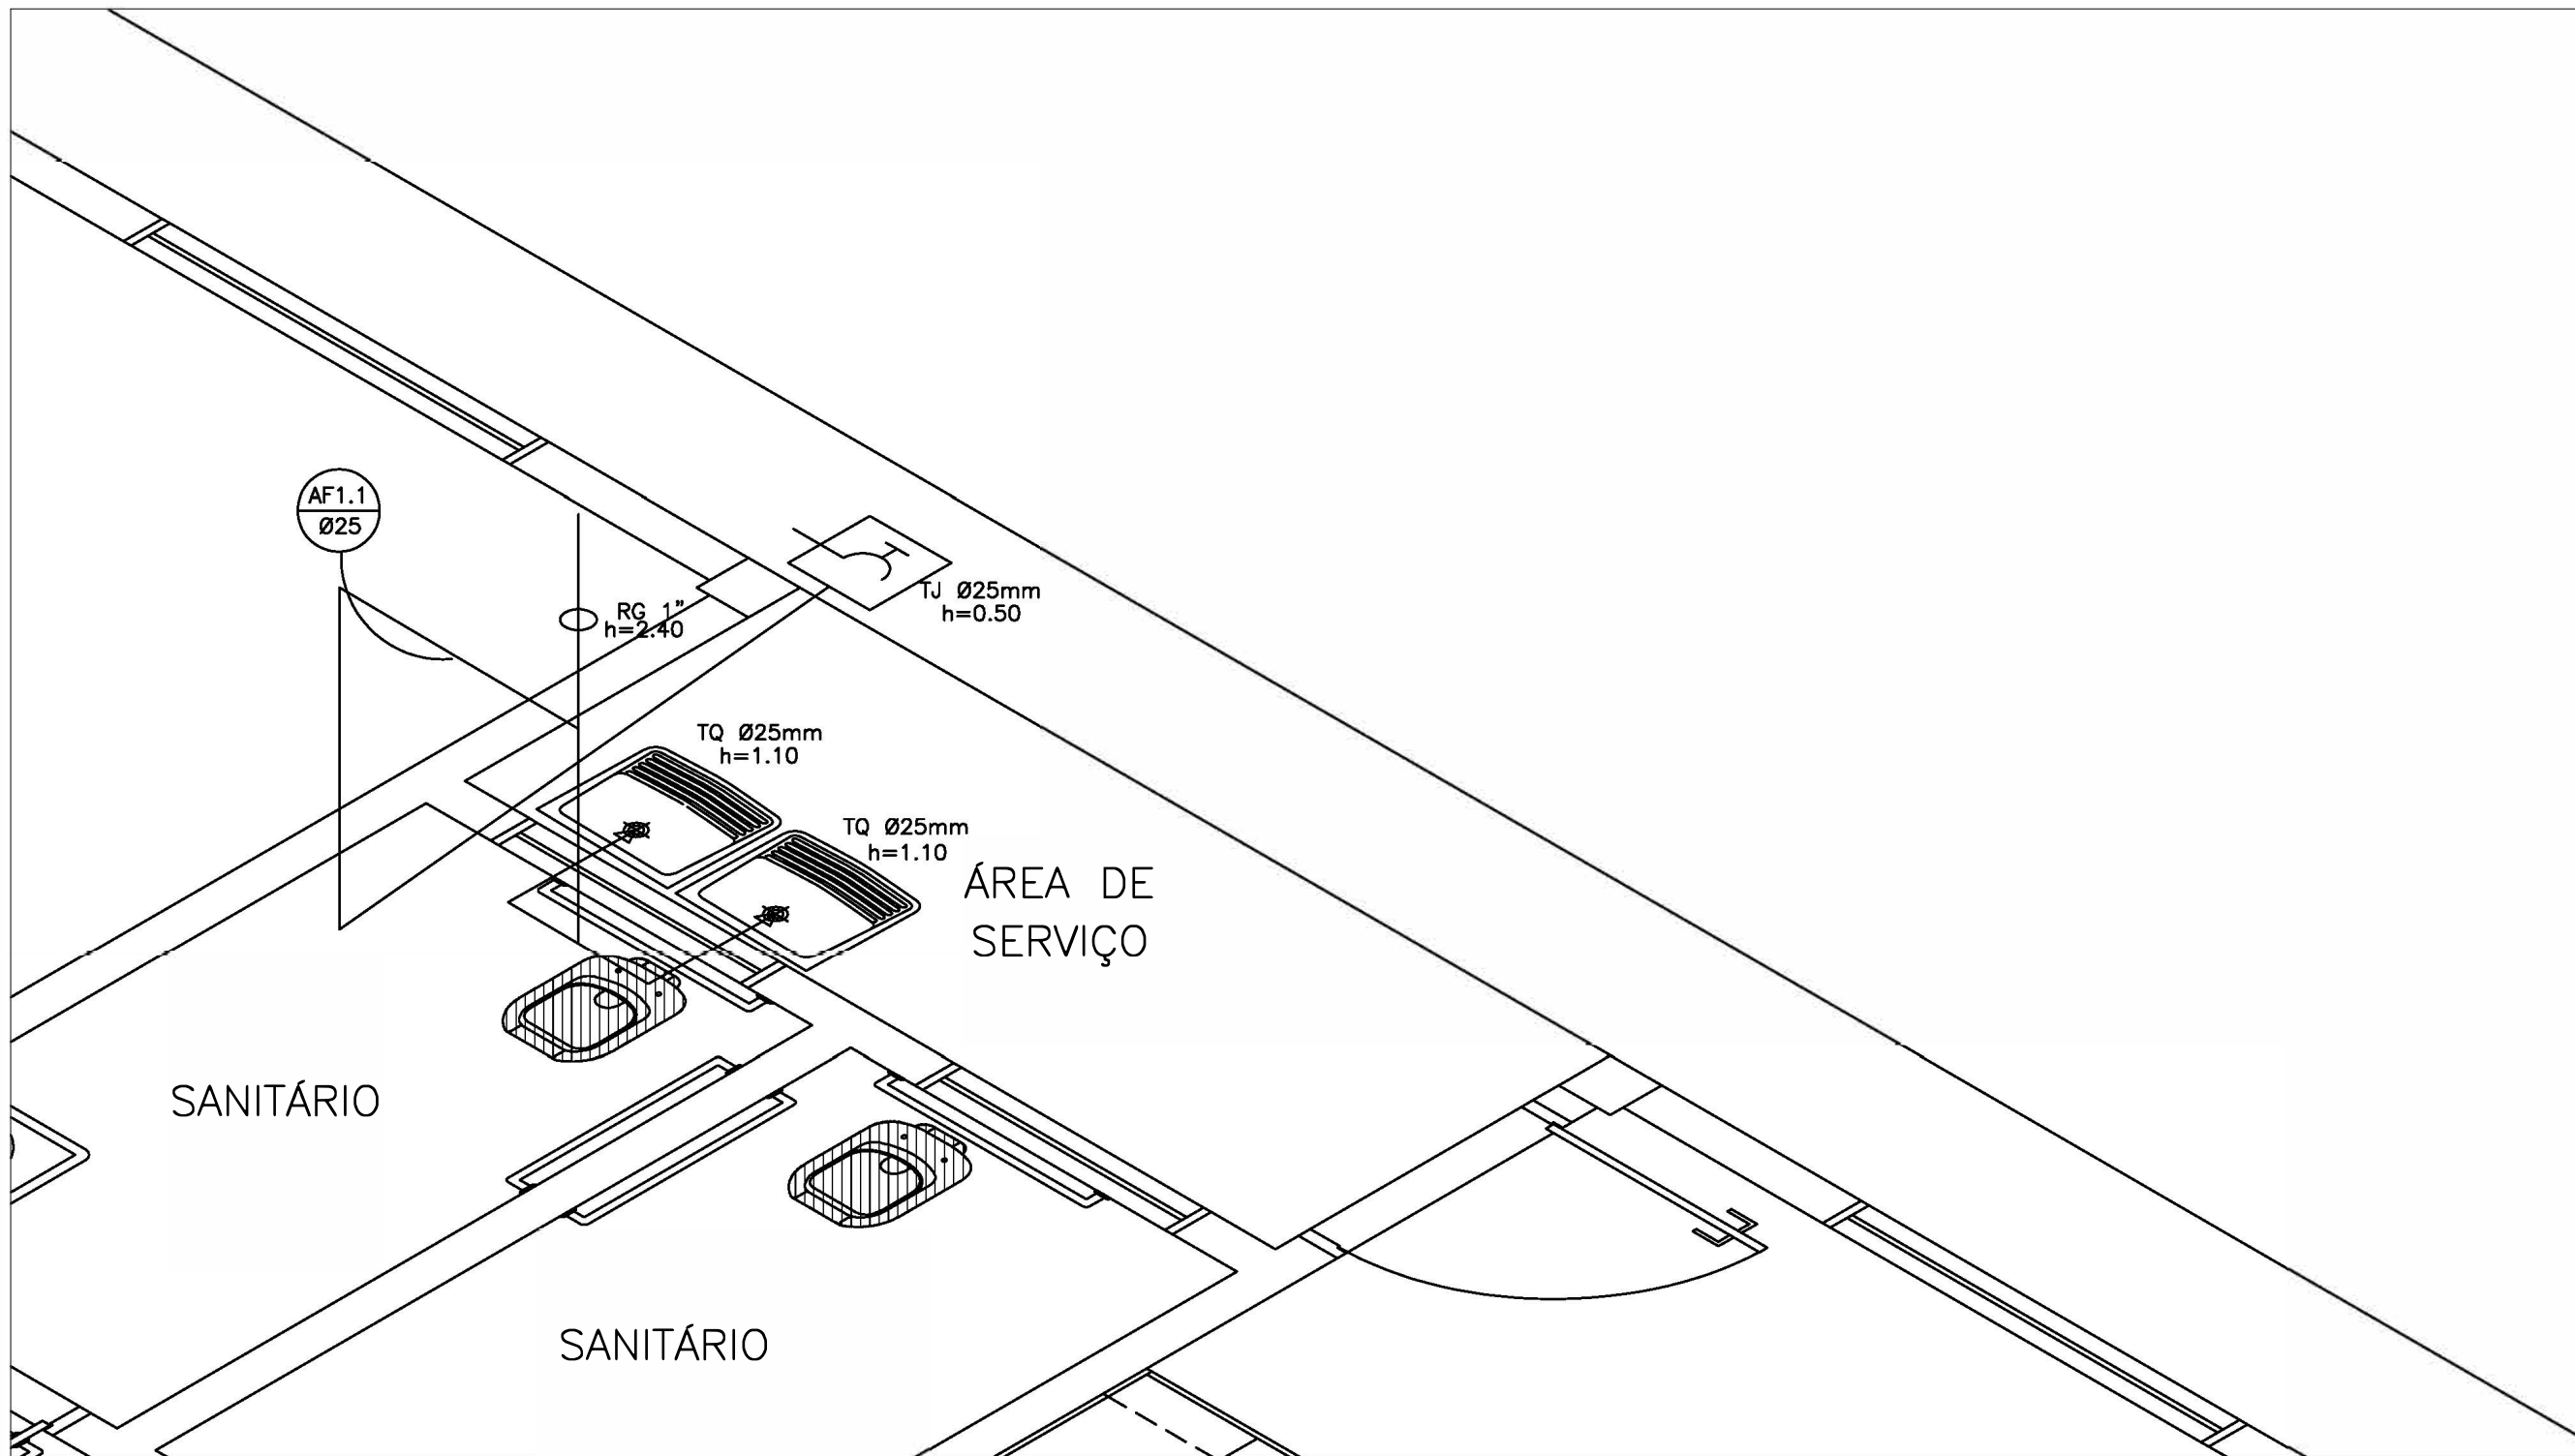 AF1.1
Ø25
RG 1”
h=2.40
TJ Ø25mm
h=0.50
TQ Ø25mm
h=1.10
TQ Ø25mm
h=1.10
ÁREA DE
SERVIÇO
SANITÁRIO
SANITÁRIO